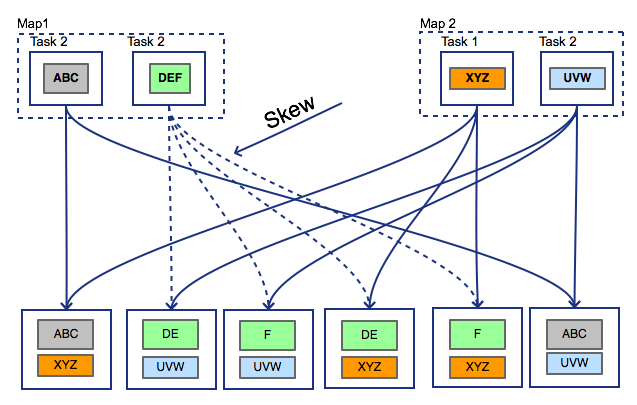 Map1
Map 2
Task 2
Task 2
Task 1
Task 2
ABC
DEF
XYZ
UVW
Skew
ABC
XYZ
DE
UVW
F
UVW
DE
XYZ
F
XYZ
ABC
UVW